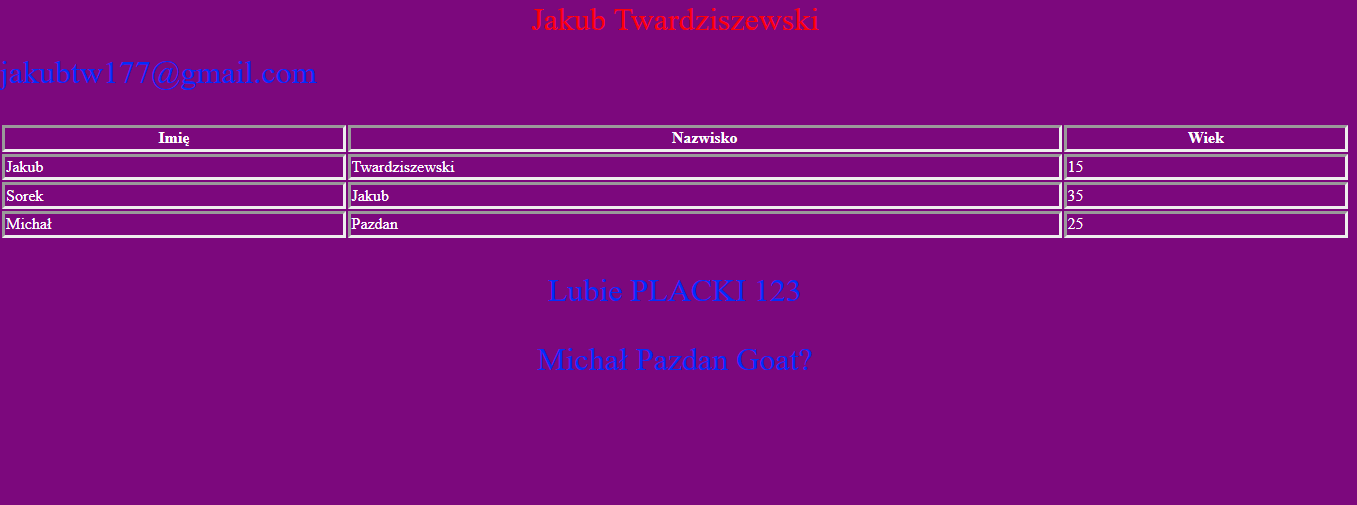 Jakub Twardziszewski
jakubtw177@gmail.com
Imię Nazwisko Wiek
Jakub Twardziszewski 15
Sorek Jakub 35
Michał Pazdan 25
Lubie PLACKI 123
Michał Pazdan Goat?